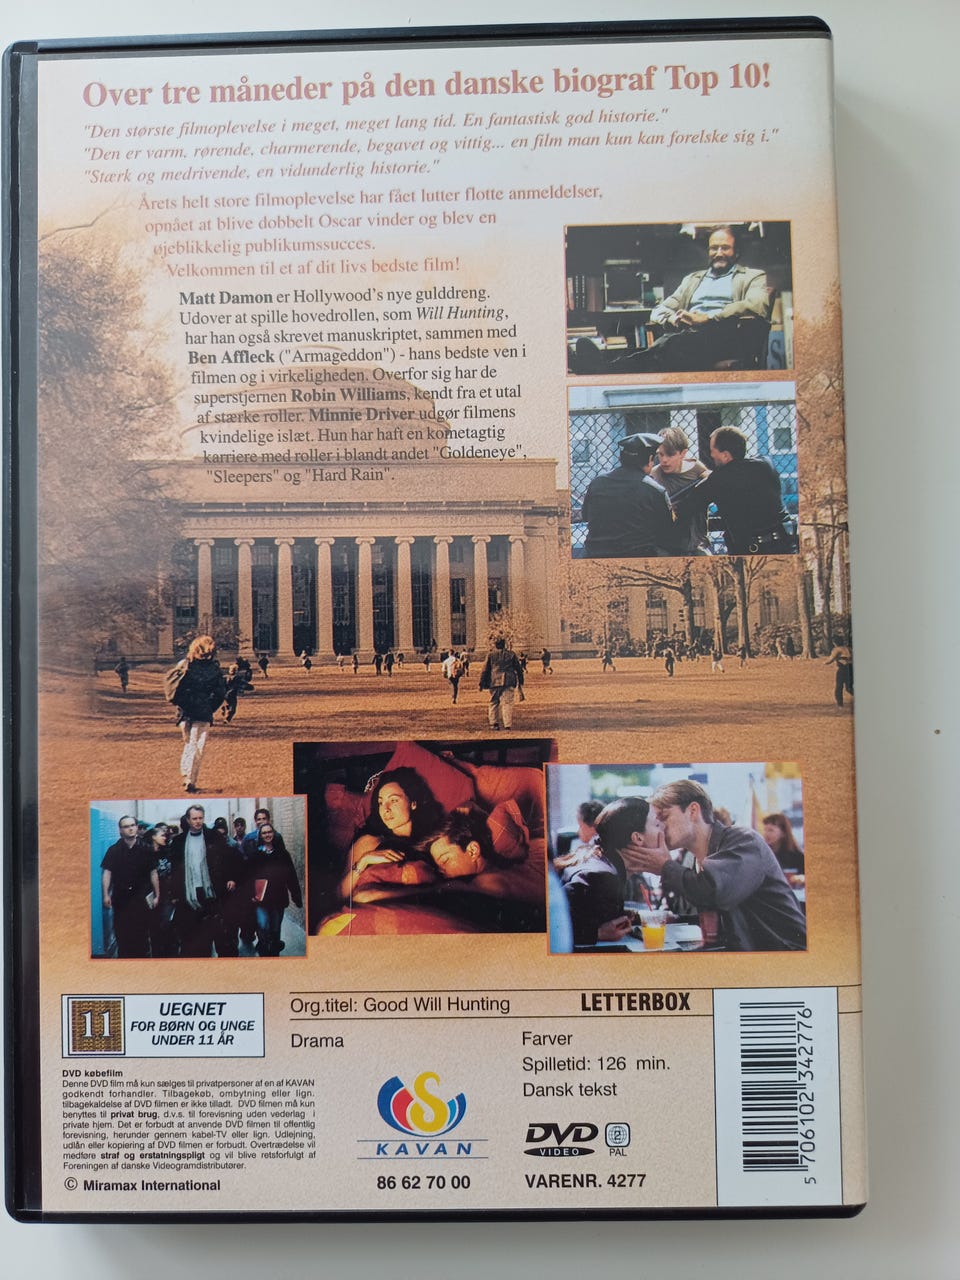 Over tre måneder på den danske biograf Top 10!
"Den største filmoplevelse i meget, meget lang tid. En fantastisk god historie."
"Den er varm, rørende, charmerende, begavet og vittig... en film man kun kan forelske sig i."
"Stærk og medrivende, en vidunderlig historie."
Årets helt store filmoplevelse har fået lutter flotte anmeldelser,
opnået at blive dobbelt Oscar vinder og blev en
øjeblikkelig publikumssucces.
Velkommen til et af dit livs bedste film!
Matt Damon er Hollywood's nye gulddreng.
Udover at spille hovedrollen, som Will Hunting,
har han også skrevet manuskriptet, sammen med
Ben Affleck ("Armageddon") - hans bedste ven i
filmen og i virkeligheden. Overfor sig har de
superstjernen Robin Williams, kendt fra et utal
af stærke roller. Minnie Driver udgør filmens
kvindelige islæt. Hun har haft en kometagtig
karriere med roller i blandt andet "Goldeneye",
"Sleepers" og "Hard Rain".
MASSACHVSETTS INSTITVTE OF TECHNOLOGY
11
UEGNET
FOR BØRN OG UNGE
UNDER 11 ÅR
Org.titel: Good Will Hunting
LETTERBOX
Drama
Farver
Spilletid: 126 min.
Dansk tekst
DVD købefilm
Denne DVD film må kun sælges til privatpersoner af en af KAVAN
godkendt forhandler. Tilbagekøb, ombytning eller lign.
tilbagekaldelse af DVD filmen er ikke tilladt. DVD filmen må kun
benyttes til privat brug, d.v.s. til forevisning uden vederlag i
private hjem. Det er forbudt at anvende DVD filmen til offentlig
forevisning, herunder gennem kabel-TV eller lign. Udlejning,
udlån eller kopiering af DVD filmen er forbudt. Overtrædelse vil
medføre straf og erstatningspligt og vil blive retsforfulgt af
Foreningen af danske Videogramdistributører.
© Miramax International
S
KAVAN
86 62 70 00
DVD
VIDEO
2
PAL
VARENR. 4277
5 706102 342776